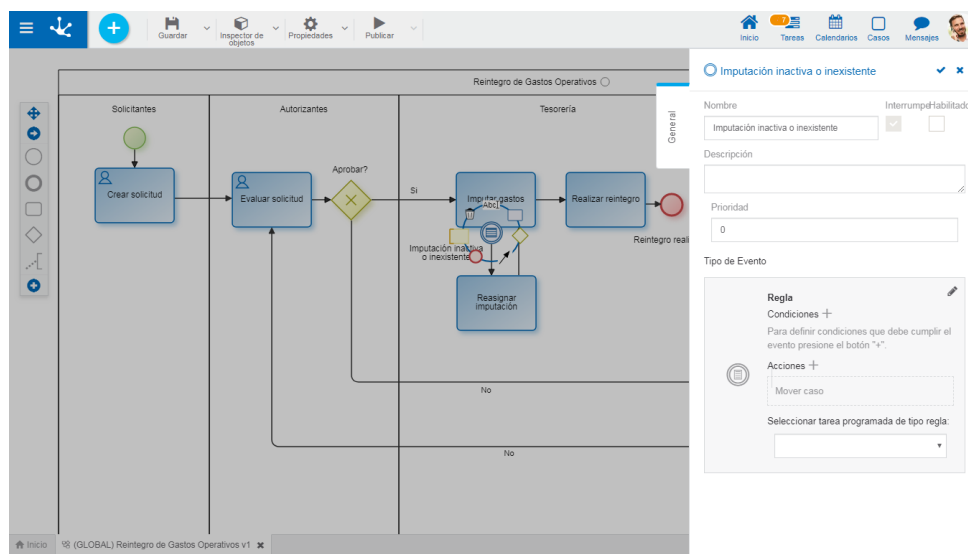 Guardar
Inspector de
objetos
Propiedades
Publicar
Inicio
7
Tareas
Calendarios
Casos
Mensajes
Reintegro de Gastos Operativos
Solicitantes
Autorizantes
Tesorería
Crear solicitud
Evaluar solicitud
Aprobar?
Si
Imputar gastos
Abc
Realizar reintegro
Imputación inactiva
o inexistente
Reintegro reali
Reasignar
imputación
No
No
General
Imputación inactiva o inexistente
Nombre
Interrumpe
Habilitado
Imputación inactiva o inexistente
Descripción
Prioridad
0
Tipo de Evento
Regla
Condiciones +
Para definir condiciones que debe cumplir el
evento presione el botón "+".
Acciones +
Mover caso
Seleccionar tarea programada de tipo regla:
Inicio
(GLOBAL) Reintegro de Gastos Operativos v1